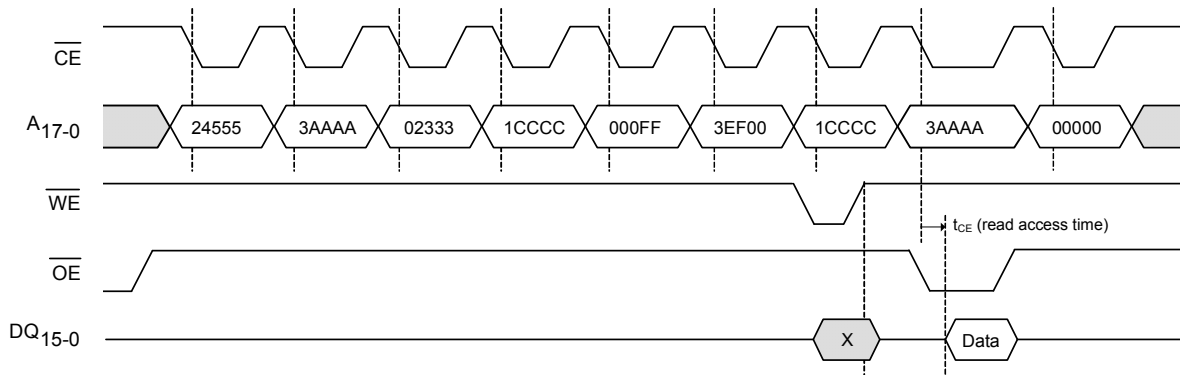 CE
A17-0
24555 3AAAA 02333 1CCCC 000FF 3EF00 1CCCC 3AAAA 00000
WE
tCE (read access time)
OE
DQ15-0
X Data